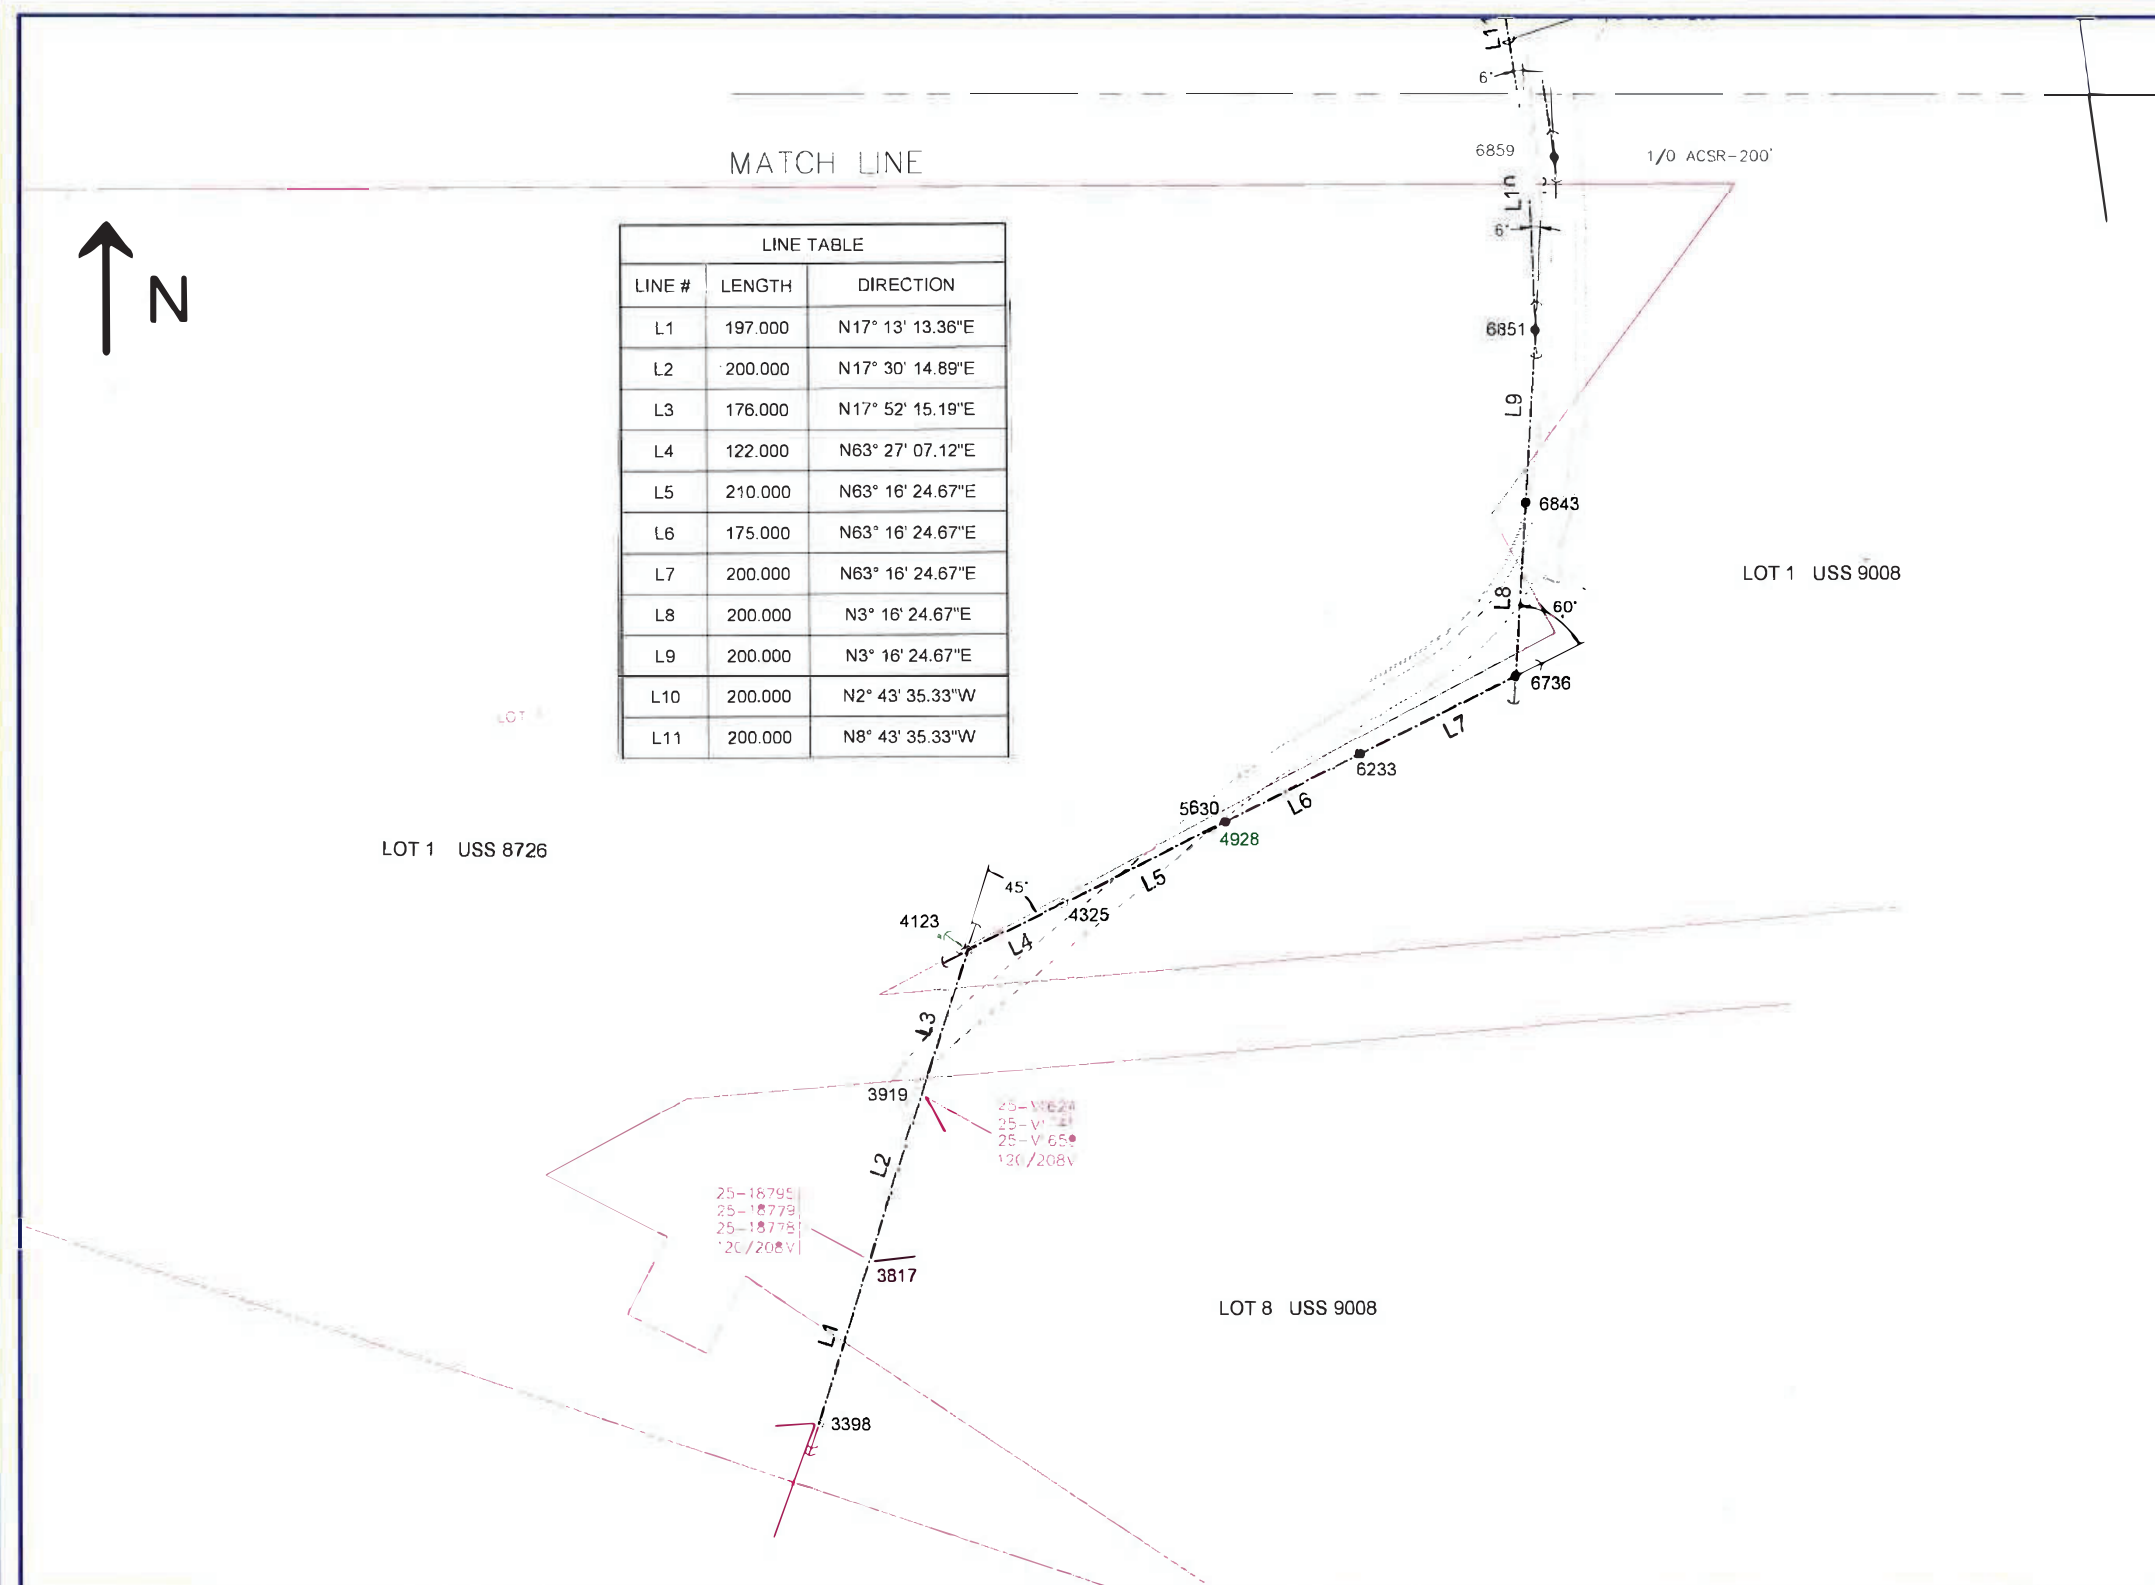 L11
6°
MATCH LINE
6859
1/0 ACSR-200'
L10
6°
N
LINE TABLE
LINE # LENGTH DIRECTION
L1 197.000 N17° 13' 13.36"E
L2 200.000 N17° 30' 14.89"E
L3 176.000 N17° 52' 15.19"E
L4 122.000 N63° 27' 07.12"E
L5 210.000 N63° 16' 24.67"E
L6 175.000 N63° 16' 24.67"E
L7 200.000 N63° 16' 24.67"E
L8 200.000 N3° 16' 24.67"E
L9 200.000 N3° 16' 24.67"E
L10 200.000 N2° 43' 35.33"W
L11 200.000 N8° 43' 35.33"W
6851
L9
6843
LOT 1 USS 9008
L8
60°
6736
LOT
L7
6233
L6
5630
4928
LOT 1 USS 8726
L5
45°
4325
4123
L4
L3
3919
120/208V
L2
25-18795
25-18779
25-18778
120/208V
3817
LOT 8 USS 9008
L1
3398